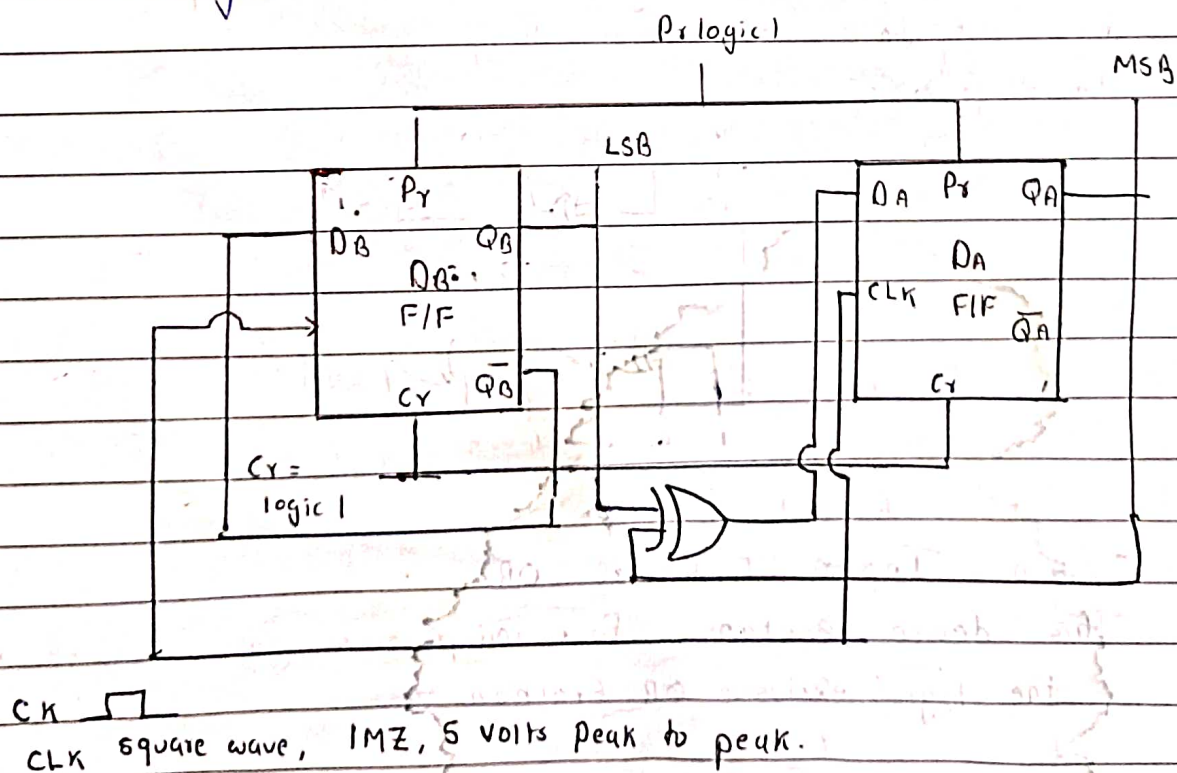 Pr logic 1
MSB
LSB
Pr
DB
QB
DB
F/F
QB̅
Cr
Cr =
logic 1
DA
Pr
QA
DA
CLK
F/F
Q̅A
Cr
CK
CLK square wave, 1MZ, 5 volts Peak to peak.